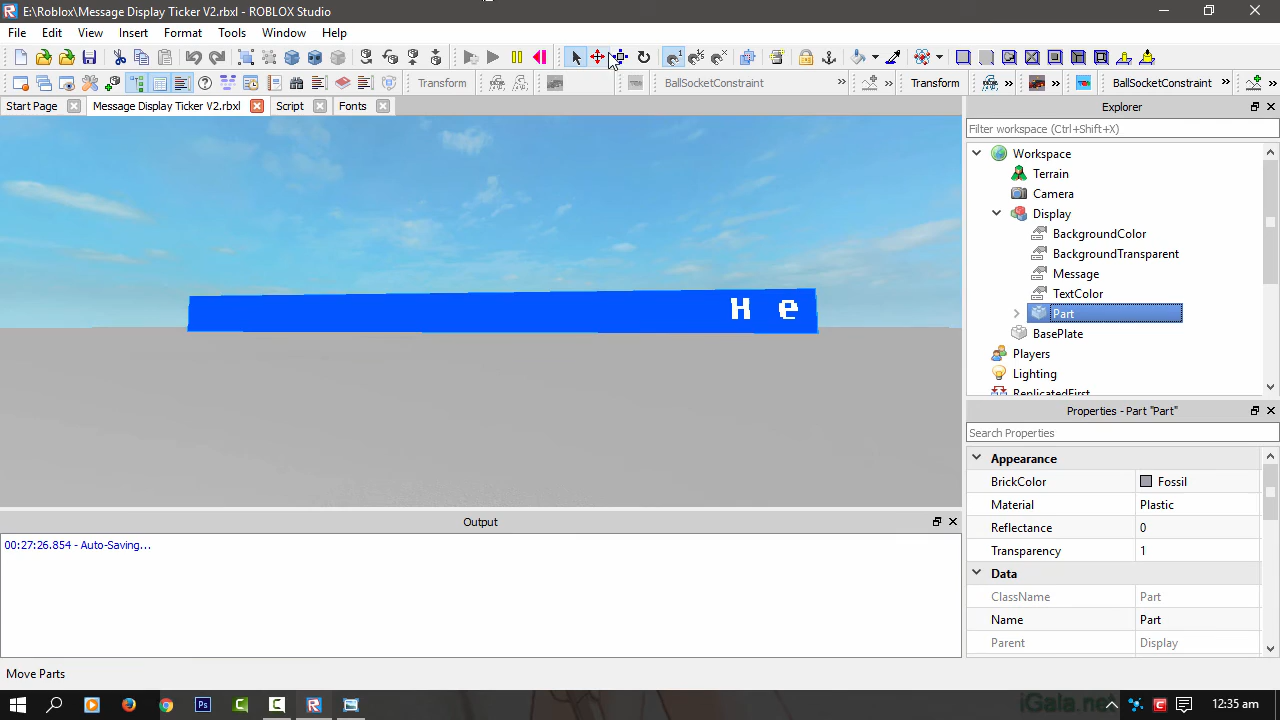 E:\Roblox\Message Display Ticker V2.rbxl - ROBLOX Studio
File Edit View Insert Format Tools Window Help
Transform BallSocketConstraint Transform BallSocketConstraint
Start Page Message Display Ticker V2.rbxl Script Fonts
Explorer
Filter workspace (Ctrl+Shift+X)
Workspace
Terrain
Camera
Display
BackgroundColor
BackgroundTransparent
Message
TextColor
Part
BasePlate
Players
Lighting
ReplicatedFirst
H e
Properties - Part "Part"
Search Properties
Appearance
BrickColor Fossil
Material Plastic
Reflectance 0
Transparency 1
Data
ClassName Part
Name Part
Parent Display
Output
00:27:26.854 - Auto-Saving...
Move Parts
iGala.net
12:35 am